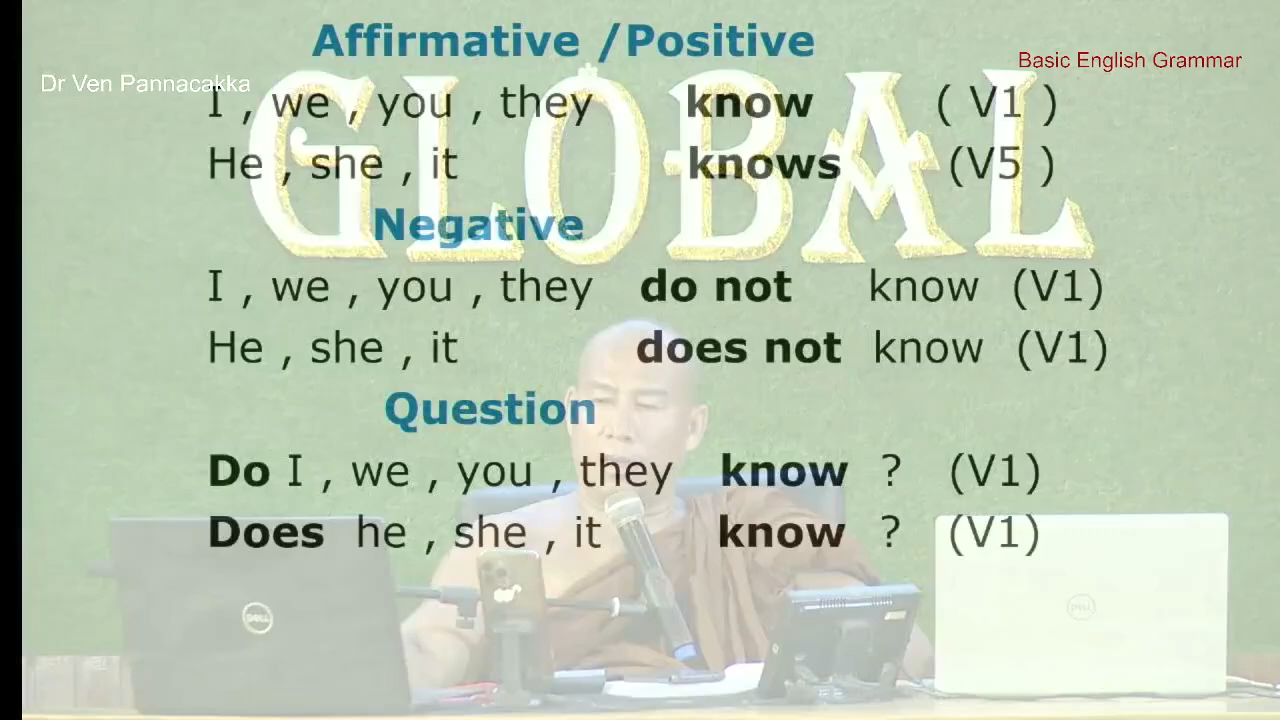 Affirmative /Positive
Basic English Grammar
Dr Ven Pannacakka
I , we , you , they know ( V1 )
He , she , it knows (V5 )
GLOBAL
Negative
I , we , you , they do not know (V1)
He , she , it does not know (V1)
Question
Do I , we , you , they know ? (V1)
Does he , she , it know ? (V1)
DELL
DELL